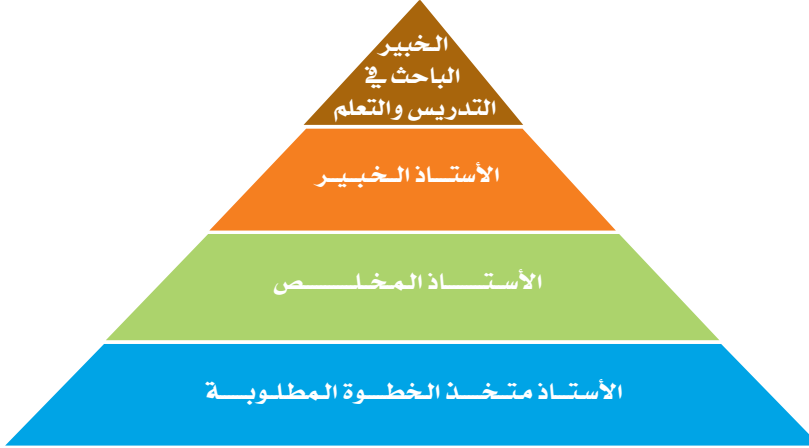 الخبير
الباحث في
التدريس والتعلم
الأستاذ الخبير
الأستاذ المخلص
الأستاذ متخذ الخطوة المطلوبة